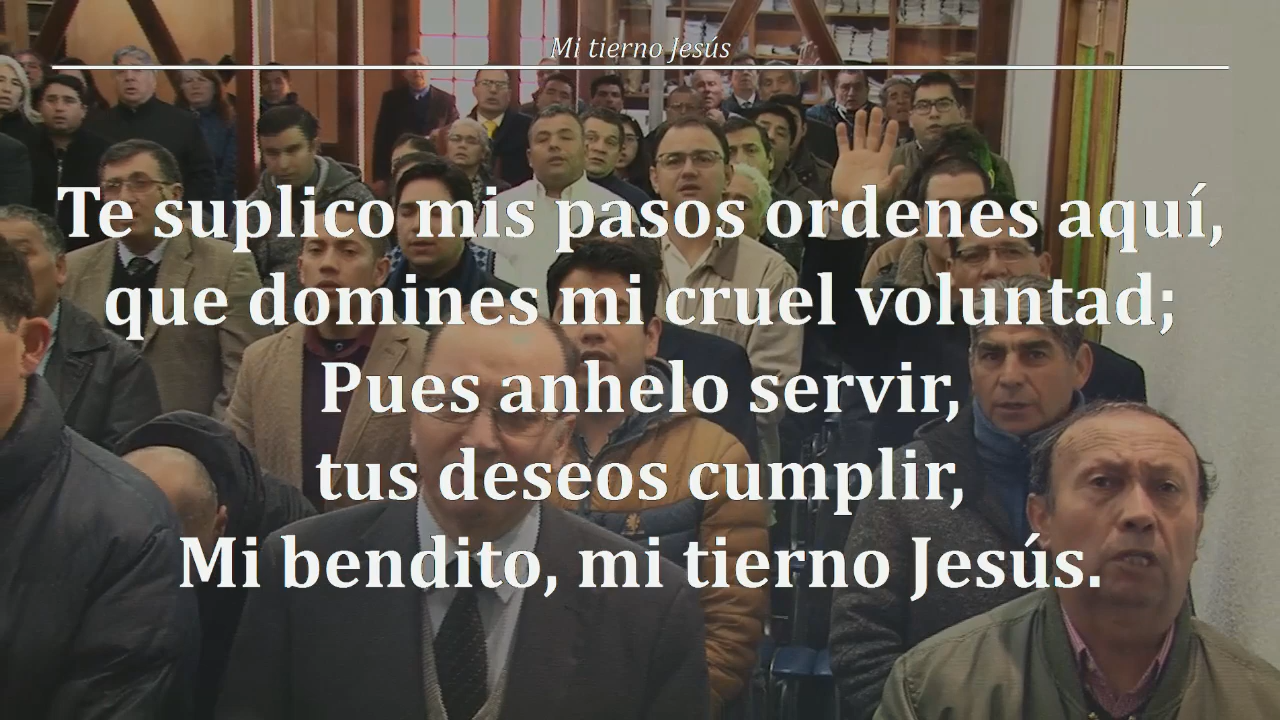 Mi tierno Jesús
Te suplico mis pasos ordenes aquí,
que domines mi cruel voluntad;
Pues anhelo servir,
tus deseos cumplir,
Mi bendito, mi tierno Jesús.